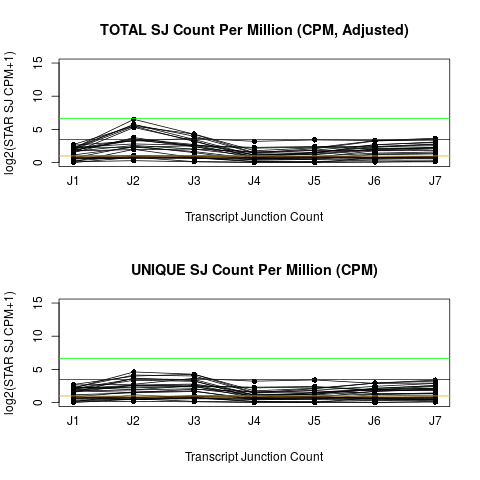 TOTAL SJ Count Per Million (CPM, Adjusted)
log2(STAR SJ CPM+1)
15
10
5
0
J1 J2 J3 J4 J5 J6 J7
Transcript Junction Count
UNIQUE SJ Count Per Million (CPM)
log2(STAR SJ CPM+1)
15
10
5
0
J1 J2 J3 J4 J5 J6 J7
Transcript Junction Count